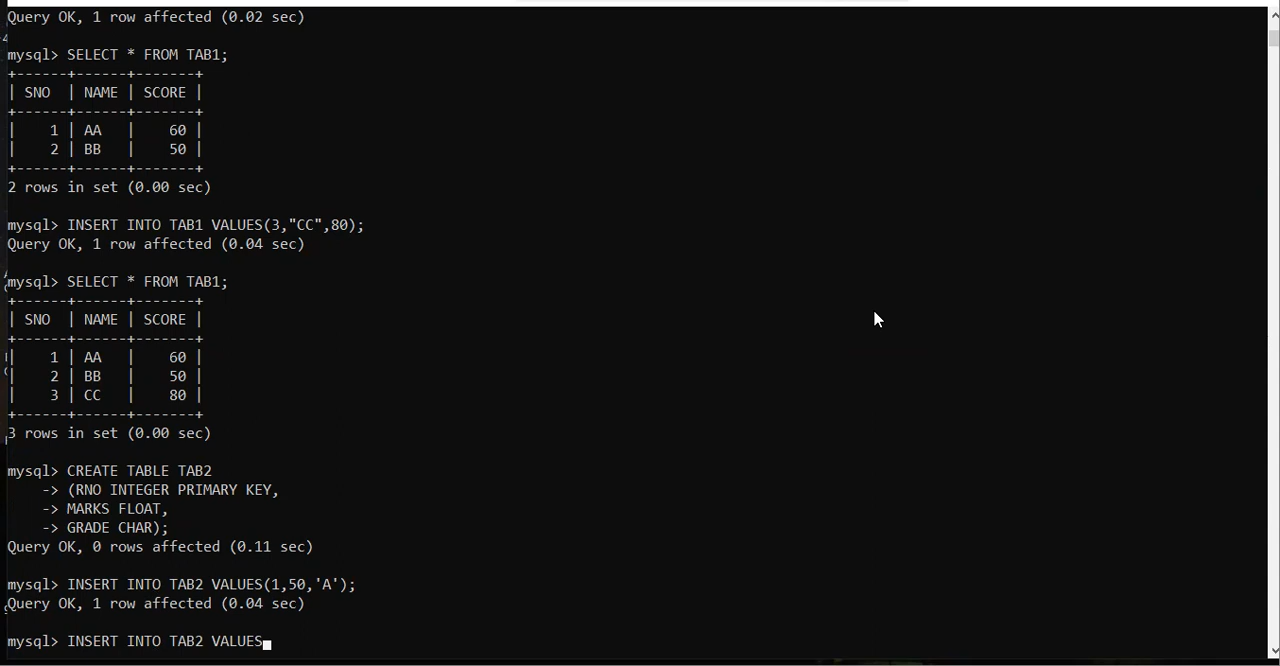 Query OK, 1 row affected (0.02 sec)
mysql> SELECT * FROM TAB1;
+------+------+-------+
| SNO  | NAME | SCORE |
+------+------+-------+
|    1 | AA   |    60 |
|    2 | BB   |    50 |
+------+------+-------+
2 rows in set (0.00 sec)
mysql> INSERT INTO TAB1 VALUES(3,"CC",80);
Query OK, 1 row affected (0.04 sec)
mysql> SELECT * FROM TAB1;
+------+------+-------+
| SNO  | NAME | SCORE |
+------+------+-------+
|    1 | AA   |    60 |
|    2 | BB   |    50 |
|    3 | CC   |    80 |
+------+------+-------+
3 rows in set (0.00 sec)
mysql> CREATE TABLE TAB2
    -> (RNO INTEGER PRIMARY KEY,
    -> MARKS FLOAT,
    -> GRADE CHAR);
Query OK, 0 rows affected (0.11 sec)
mysql> INSERT INTO TAB2 VALUES(1,50,'A');
Query OK, 1 row affected (0.04 sec)
mysql> INSERT INTO TAB2 VALUES